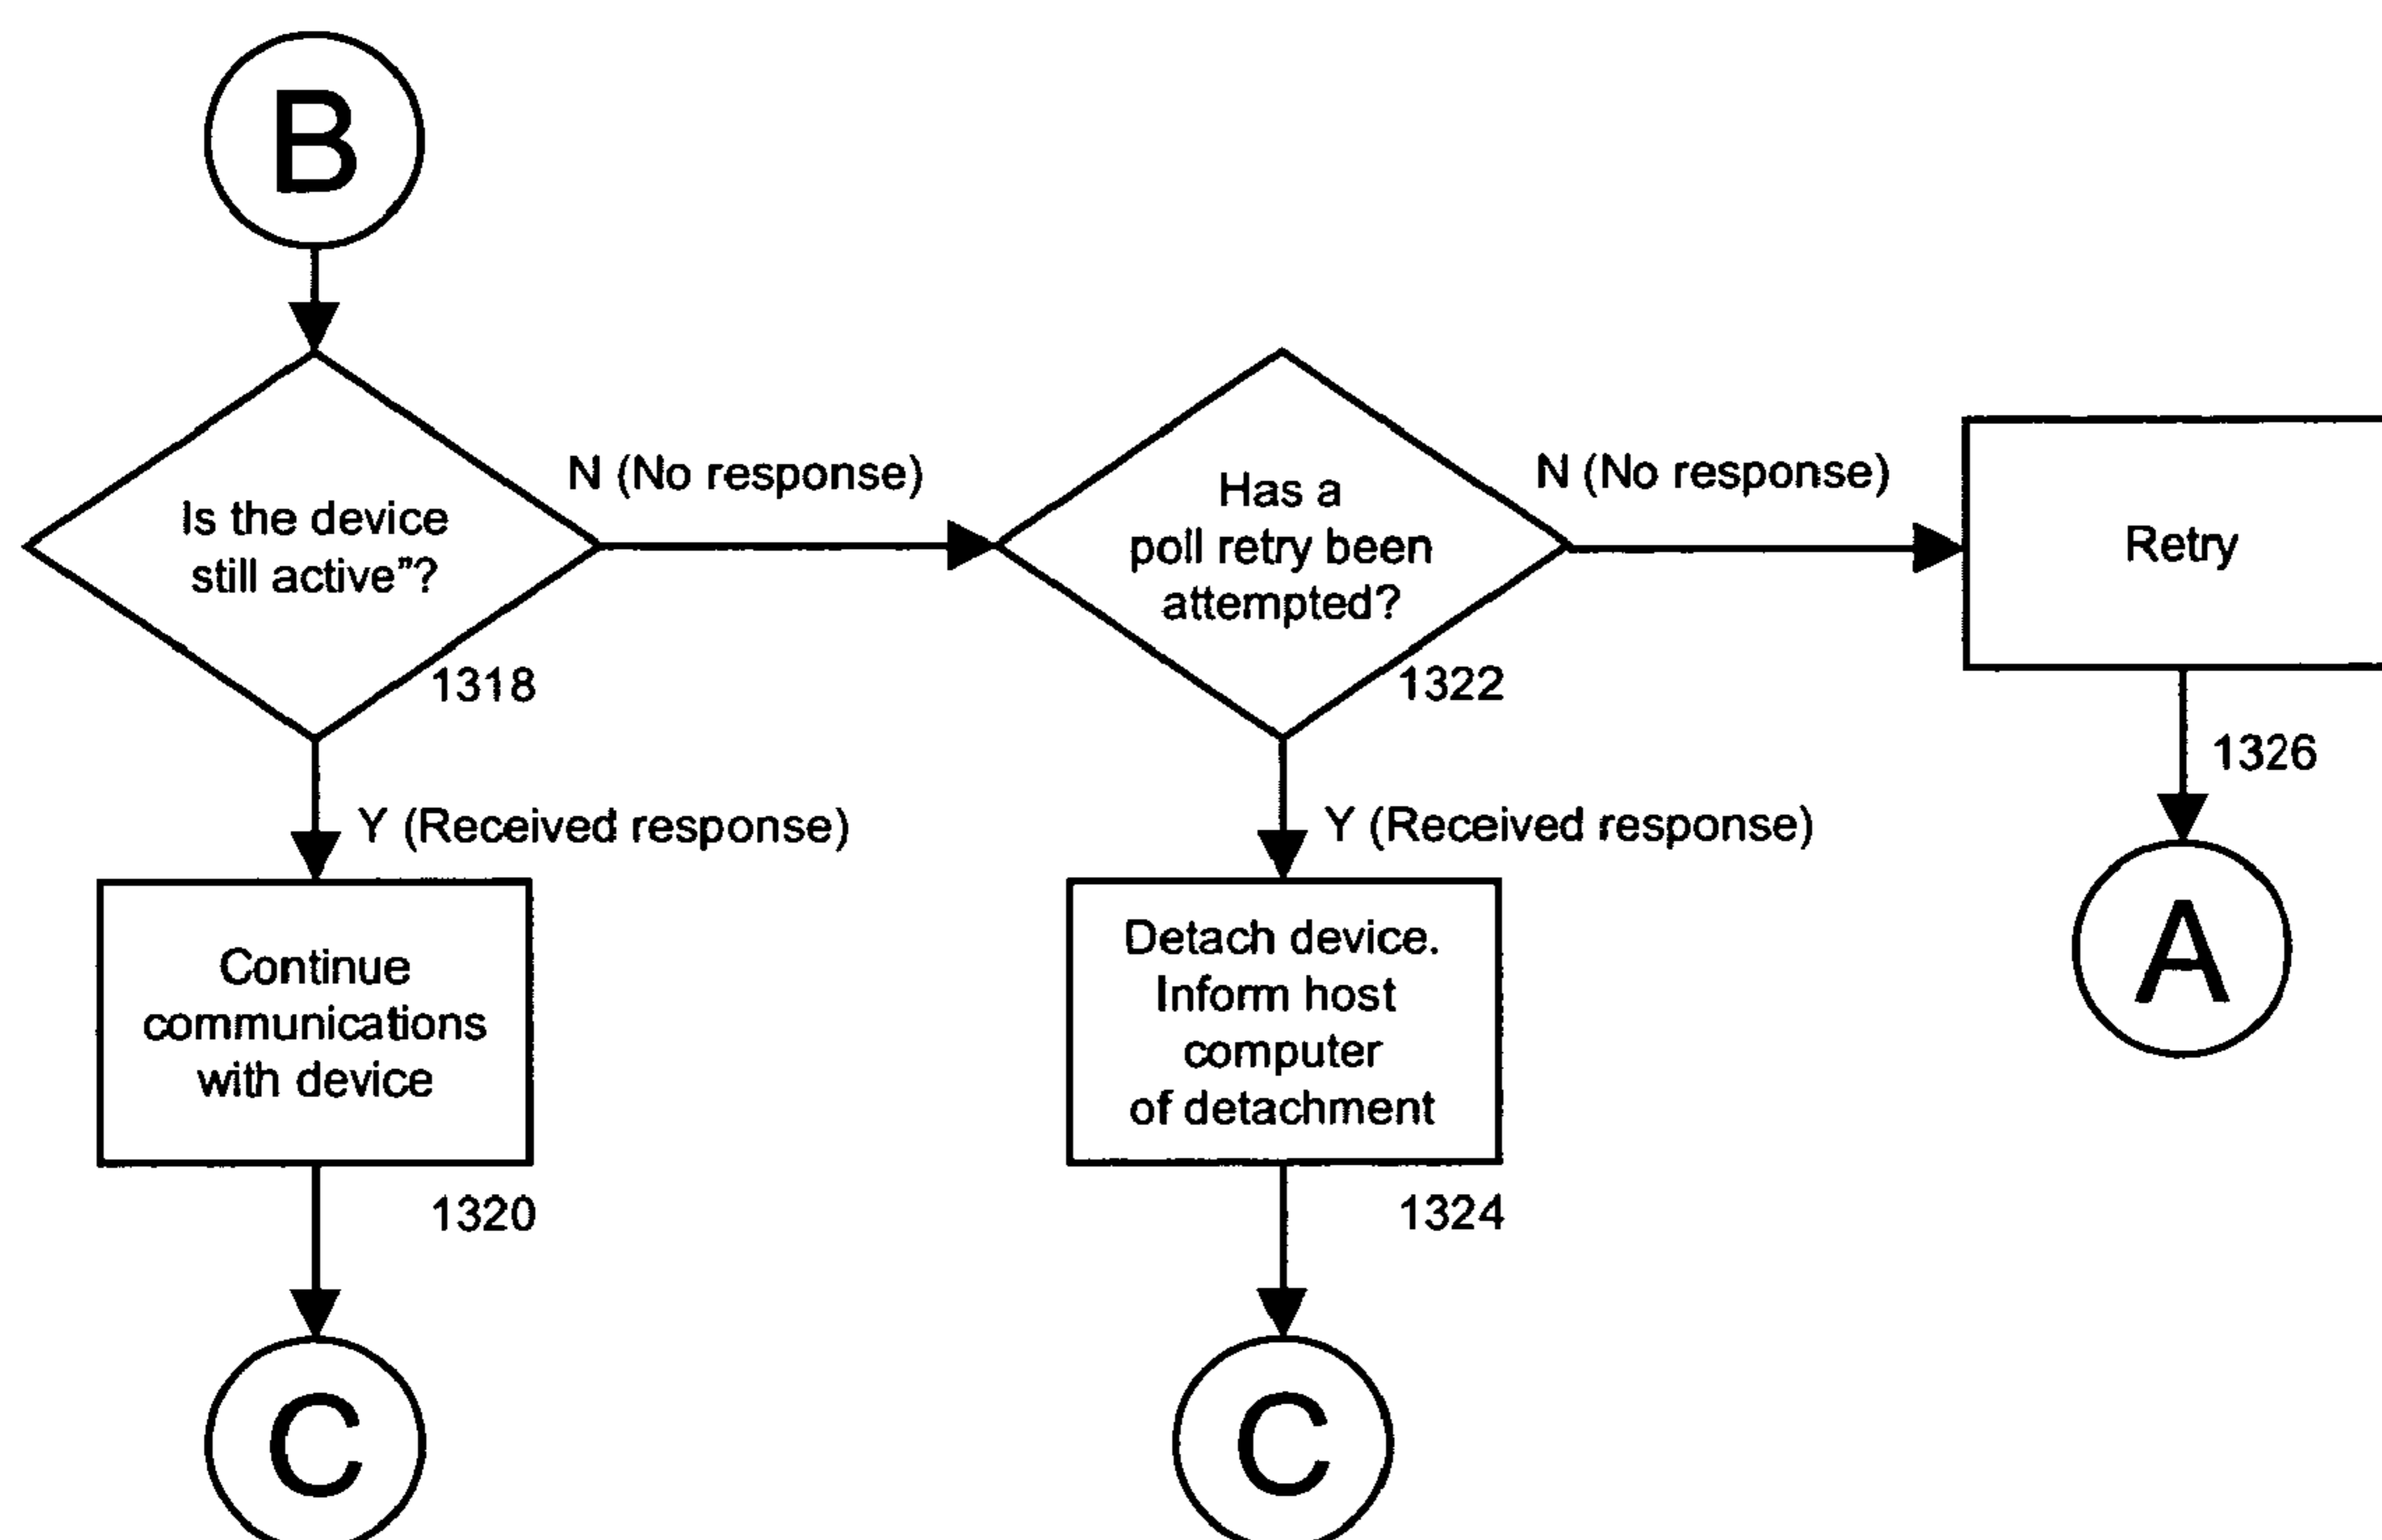 B
Is the device
still active”?
1318
N (No response)
Has a
poll retry been
attempted?
1322
N (No response)
Retry
1326
A
Y (Received response)
Continue
communications
with device
1320
C
Y (Received response)
Detach device.
Inform host
computer
of detachment
1324
C